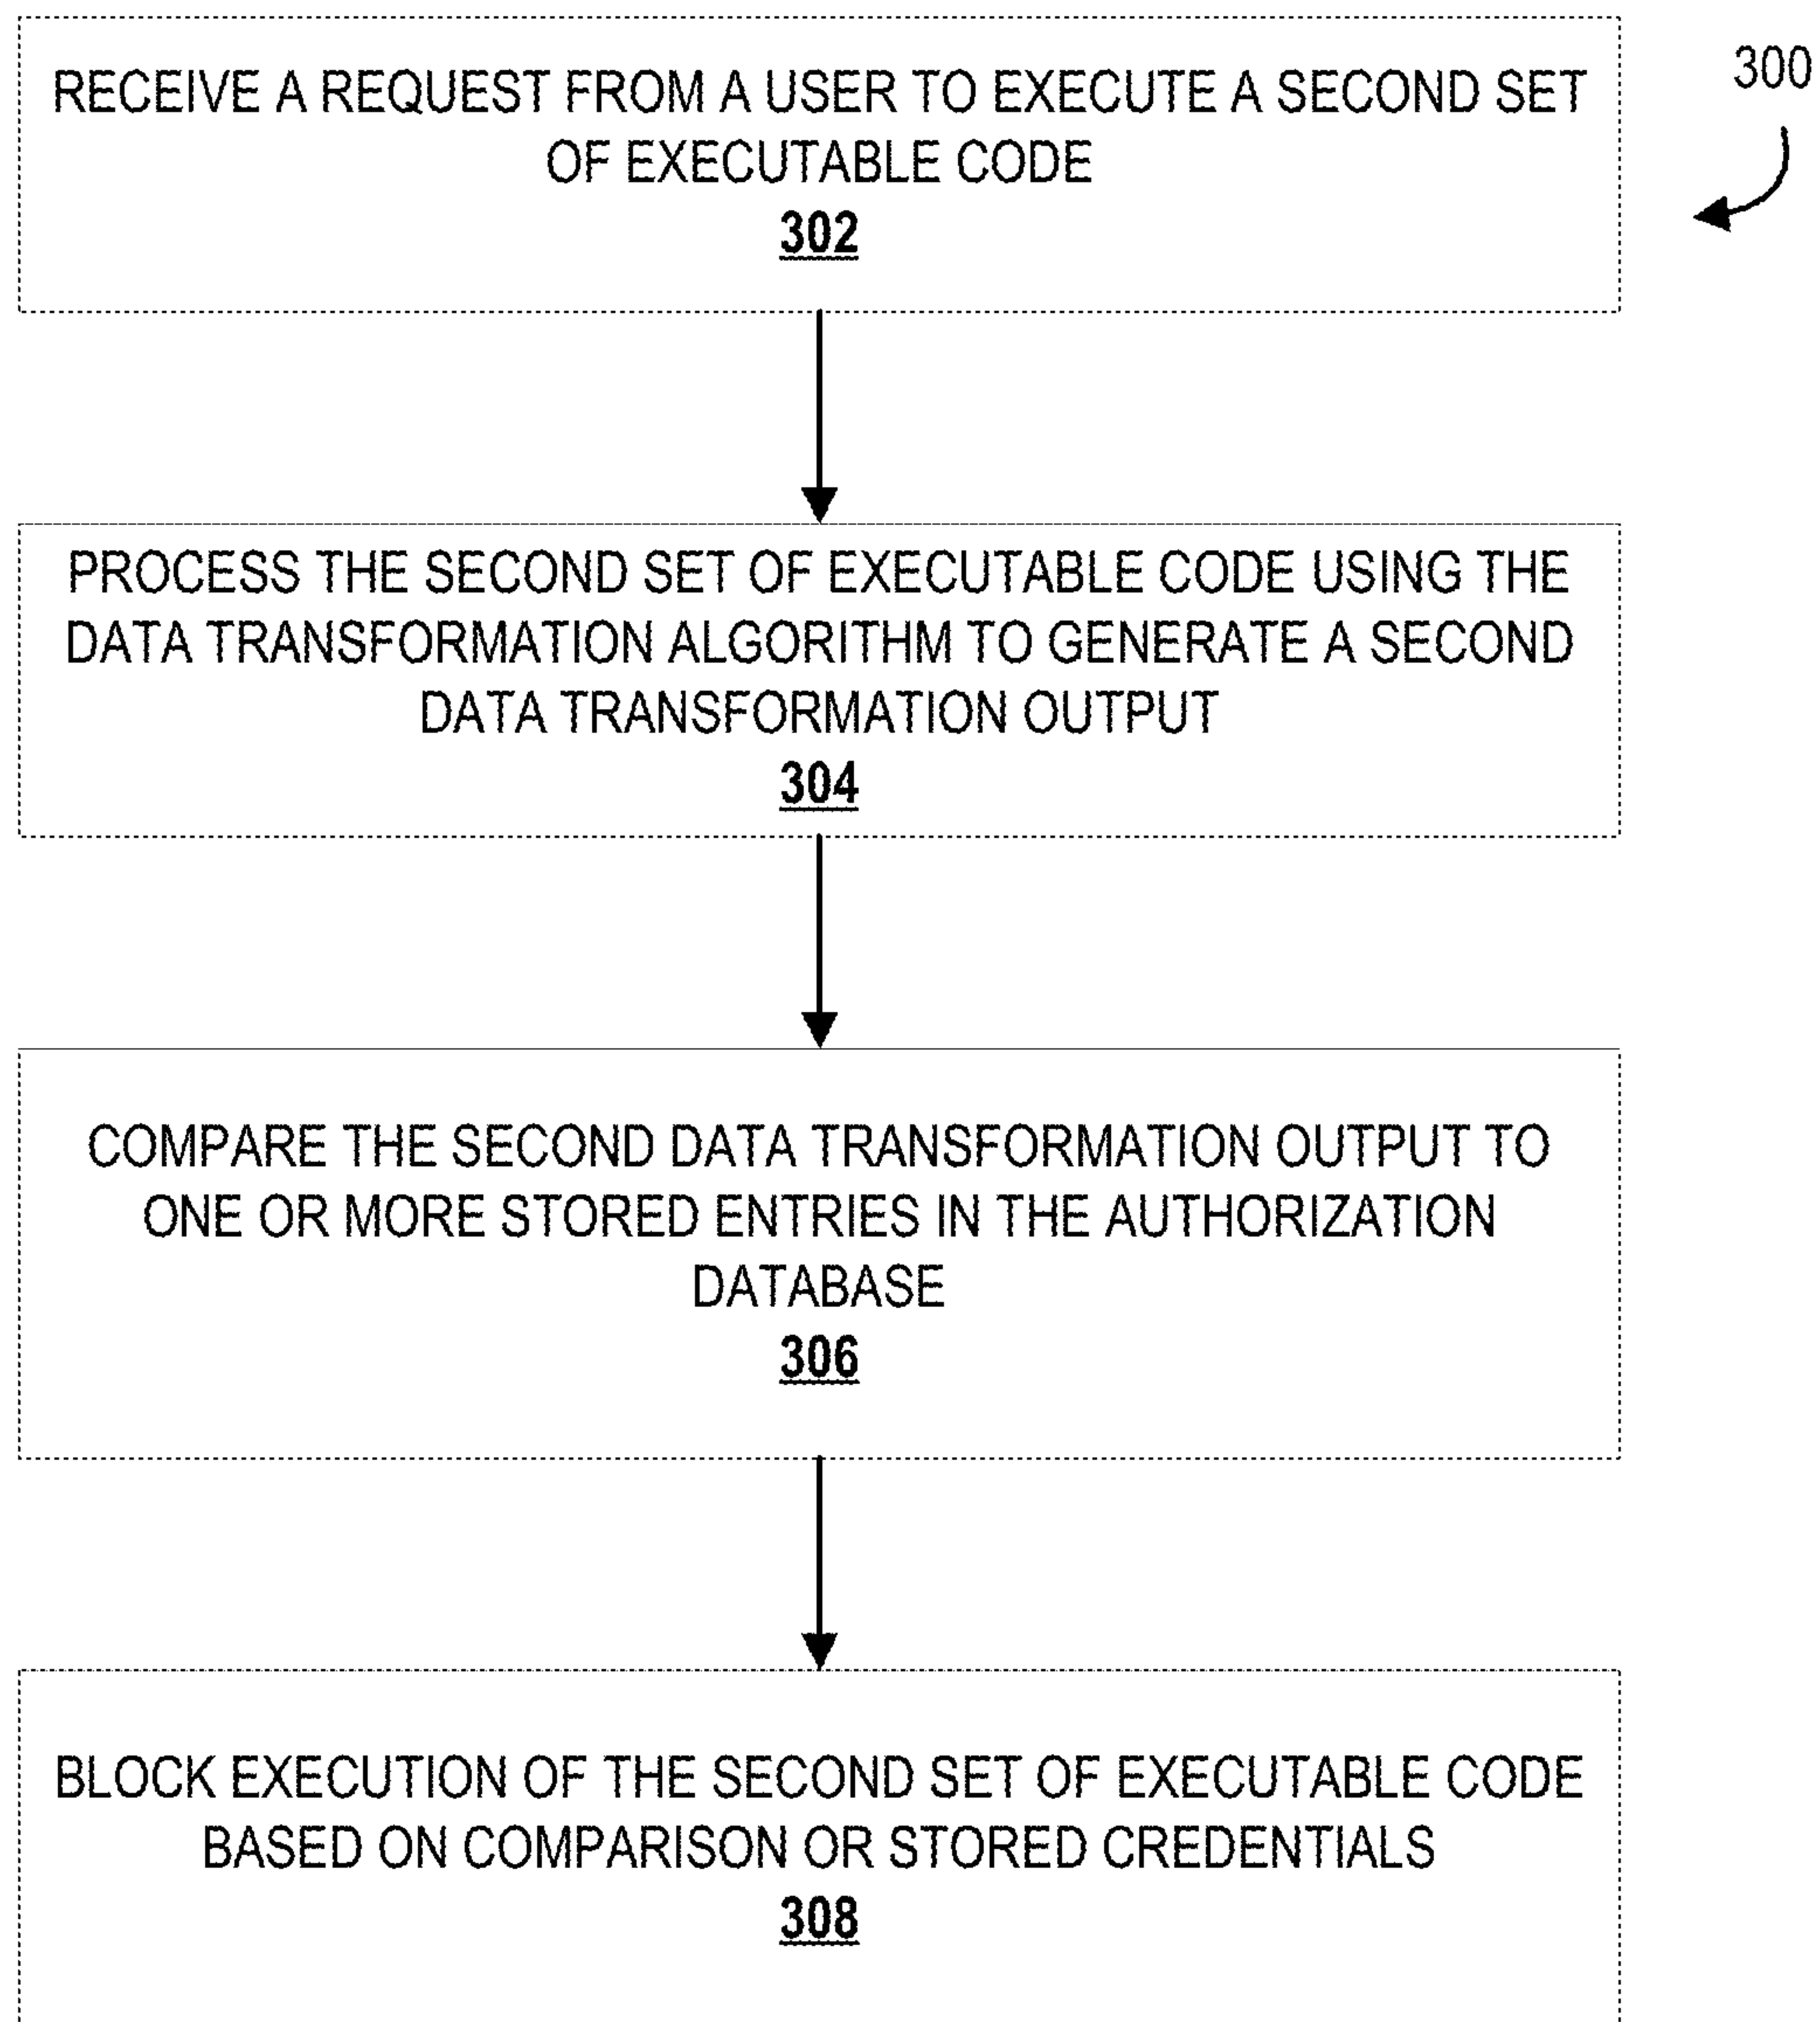 RECEIVE A REQUEST FROM A USER TO EXECUTE A SECOND SET
OF EXECUTABLE CODE
302
300
PROCESS THE SECOND SET OF EXECUTABLE CODE USING THE
DATA TRANSFORMATION ALGORITHM TO GENERATE A SECOND
DATA TRANSFORMATION OUTPUT
304
COMPARE THE SECOND DATA TRANSFORMATION OUTPUT TO
ONE OR MORE STORED ENTRIES IN THE AUTHORIZATION
DATABASE
306
BLOCK EXECUTION OF THE SECOND SET OF EXECUTABLE CODE
BASED ON COMPARISON OR STORED CREDENTIALS
308